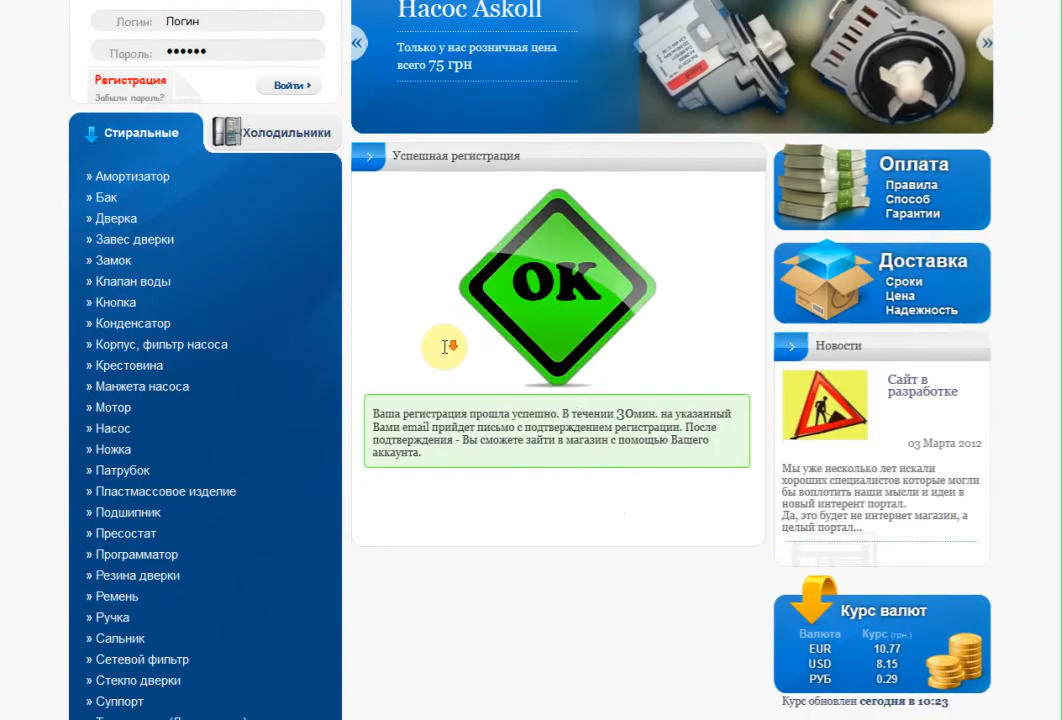 Логин: Логин
Пароль: ••••••
Регистрация
Забыли пароль?
Войти
Стиральные
Холодильники
» Амортизатор
» Бак
» Дверка
» Завес дверки
» Замок
» Клапан воды
» Кнопка
» Конденсатор
» Корпус, фильтр насоса
» Крестовина
» Манжета насоса
» Мотор
» Насос
» Ножка
» Патрубок
» Пластмассовое изделие
» Подшипник
» Пресостат
» Программатор
» Резина дверки
» Ремень
» Ручка
» Сальник
» Сетевой фильтр
» Стекло дверки
» Суппорт
Насос Askoll
Только у нас розничная цена
всего 75 грн
Успешная регистрация
OK
Ваша регистрация прошла успешно. В течении 30мин. на указанный
Вами email прийдет письмо с подтверждением регистрации. После
подтверждения - Вы сможете зайти в магазин с помощью Вашего
аккаунта.
Оплата
Правила
Способ
Гарантии
Доставка
Сроки
Цена
Надежность
Новости
Сайт в
разработке
03 Марта 2012
Мы уже несколько лет искали
хороших специалистов которые могли
бы воплотить наши мысли и идеи в
новый интерент портал.
Да, это будет не интернет магазин, а
целый портал...
Курс валют
Валюта Курс (грн.)
EUR 10.77
USD 8.15
РУБ 0.29
Курс обновлен сегодня в 10:23